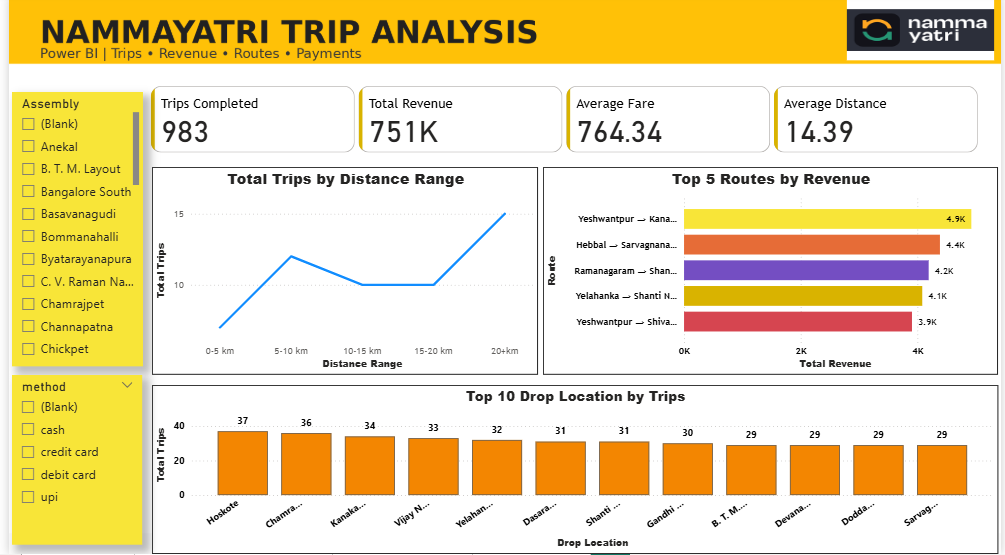 NAMMAYATRI TRIP ANALYSIS
Power BI | Trips • Revenue • Routes • Payments
namma
yatri
Assembly
(Blank)
Anekal
B. T. M. Layout
Bangalore South
Basavanagudi
Bommanahalli
Byatarayanapura
C. V. Raman Na...
Chamrajpet
Channapatna
Chickpet
method
(Blank)
cash
credit card
debit card
upi
Trips Completed
983
Total Revenue
751K
Average Fare
764.34
Average Distance
14.39
Total Trips by Distance Range
Total Trips
15
10
0-5 km 5-10 km 10-15 km 15-20 km 20+km
Distance Range
Top 5 Routes by Revenue
Route
Yeshwantpur → Kana... 4.9K
Hebbal → Sarvagnana... 4.4K
Ramanagaram → Shan... 4.2K
Yelahanka → Shanti N... 4.1K
Yeshwantpur → Shiva... 3.9K
0K 2K 4K
Total Revenue
Top 10 Drop Location by Trips
Total Trips
40
20
0
37 36 34 33 32 31 31 30 29 29 29 29
Hoskote Chamra... Kanaka... Vijay N... Yelahan... Dasara... Shanti ... Gandhi ... B. T. M.... Devana... Dodda... Sarvag...
Drop Location